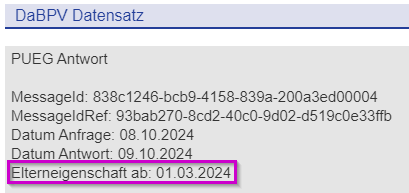 DaBPV Datensatz
PUEG Antwort
MessageId: 838c1246-bcb9-4158-839a-200a3ed00004
MessageIdRef: 93bab270-8cd2-40c0-9d02-d519c0e33ffb
Datum Anfrage: 08.10.2024
Datum Antwort: 09.10.2024
Elterneigenschaft ab: 01.03.2024